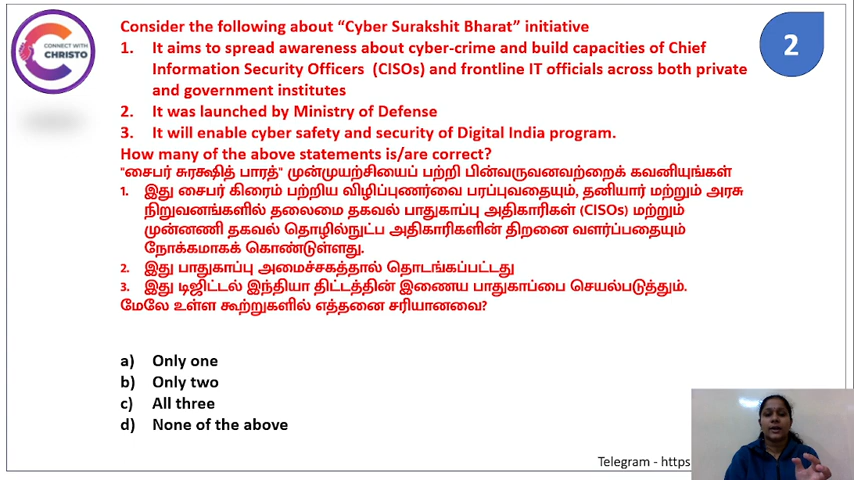 CONNECT WITH
CHRISTO
2
Consider the following about “Cyber Surakshit Bharat” initiative
1. It aims to spread awareness about cyber-crime and build capacities of Chief
Information Security Officers (CISOs) and frontline IT officials across both private
and government institutes
2. It was launched by Ministry of Defense
3. It will enable cyber safety and security of Digital India program.
How many of the above statements is/are correct?
"சைபர் சுரக்ஷித் பாரத்" முன்முயற்சியைப் பற்றி பின்வருவனவற்றைக் கவனியுங்கள்
1. இது சைபர் கிரைம் பற்றிய விழிப்புணர்வை பரப்புவதையும், தனியார் மற்றும் அரசு
நிறுவனங்களில் தலைமை தகவல் பாதுகாப்பு அதிகாரிகள் (CISOs) மற்றும்
முன்னணி தகவல் தொழில்நுட்ப அதிகாரிகளின் திறனை வளர்ப்பதையும்
நோக்கமாகக் கொண்டுள்ளது.
2. இது பாதுகாப்பு அமைச்சகத்தால் தொடங்கப்பட்டது
3. இது டிஜிட்டல் இந்தியா திட்டத்தின் இணைய பாதுகாப்பை செயல்படுத்தும்.
மேலே உள்ள கூற்றுகளில் எத்தனை சரியானவை?
a) Only one
b) Only two
c) All three
d) None of the above
Telegram - https